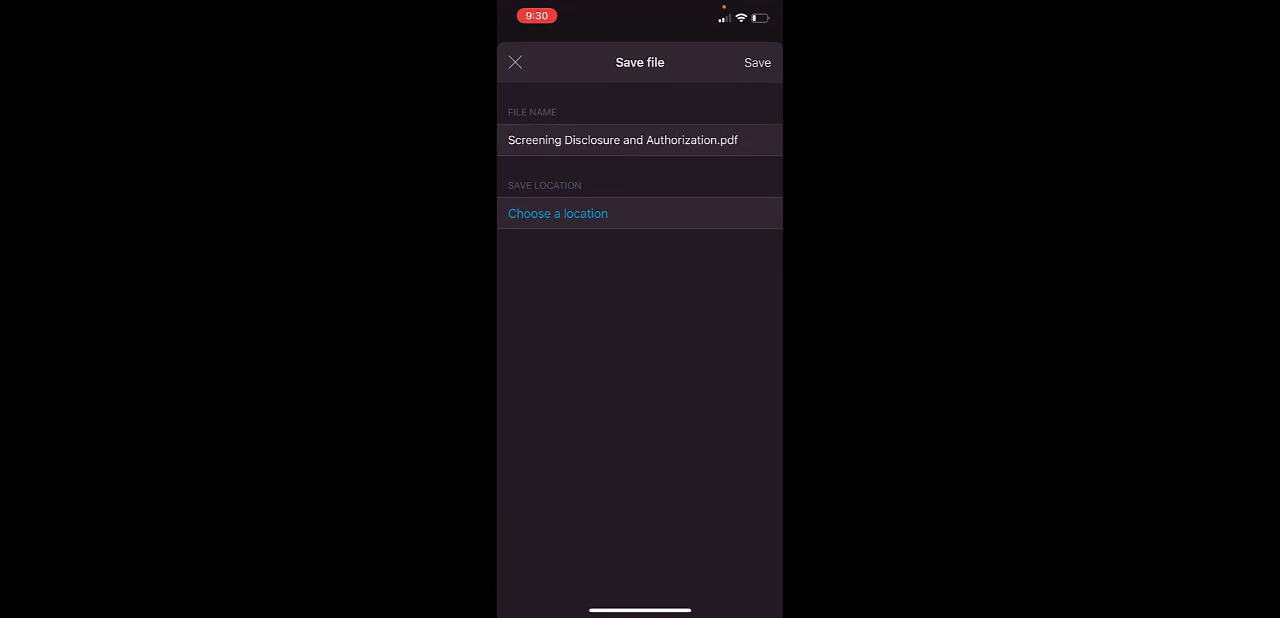 9:30
Save file
Save
FILE NAME
Screening Disclosure and Authorization.pdf
SAVE LOCATION
Choose a location